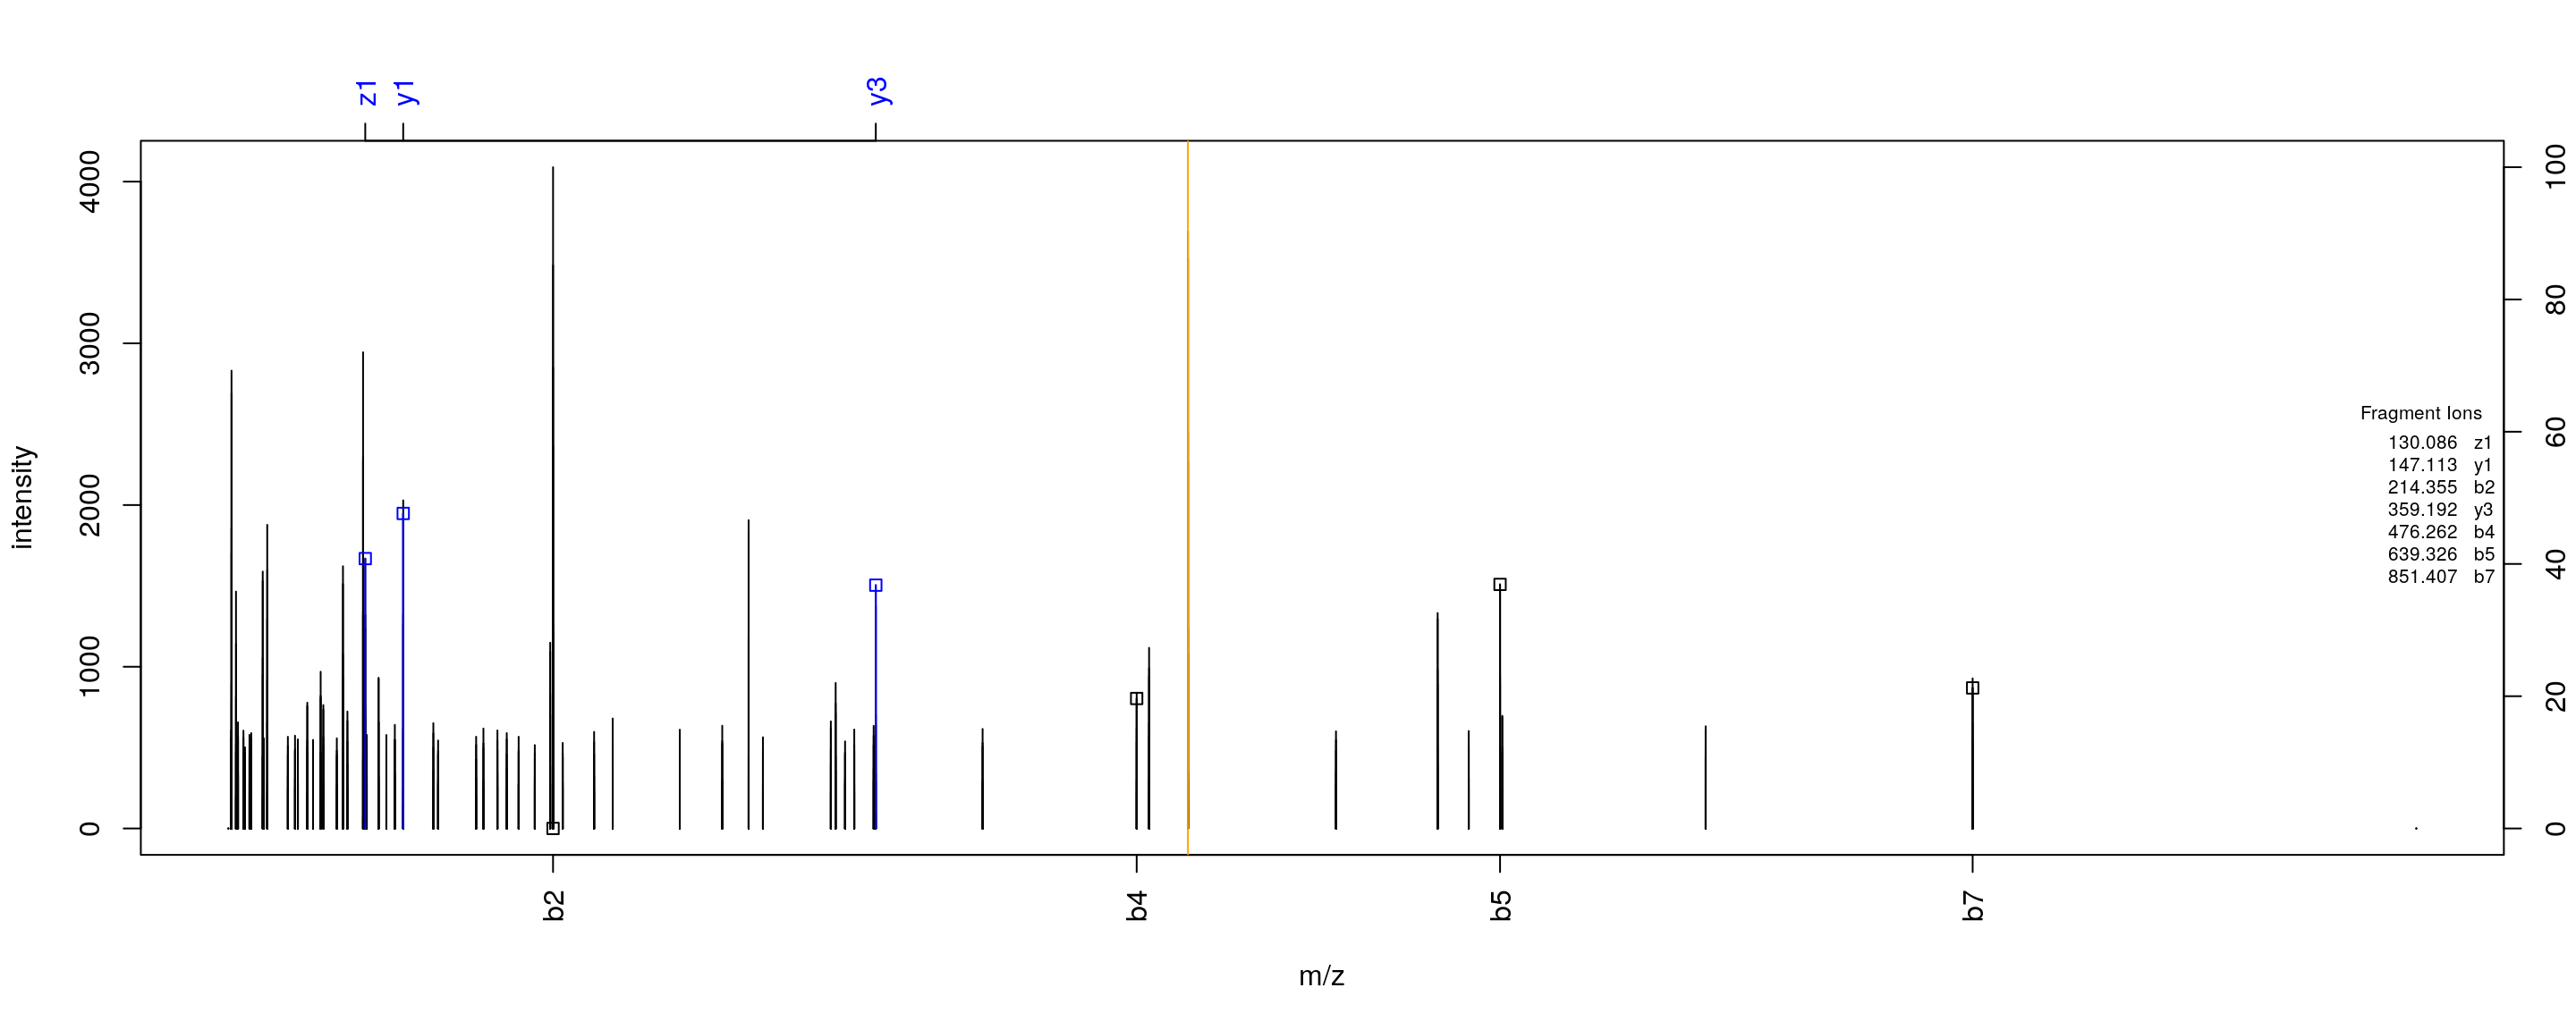 z1 y1 y3
intensity
0 1000 2000 3000 4000
0 20 40 60 80 100
Fragment Ions
130.086 z1
147.113 y1
214.355 b2
359.192 y3
476.262 b4
639.326 b5
851.407 b7
b2 b4 b5 b7
m/z